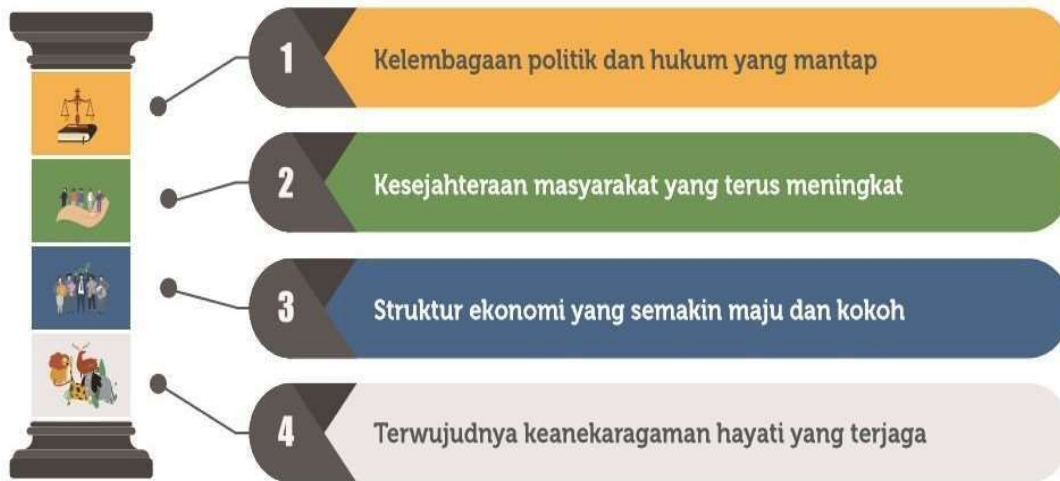 1
Kelembagaan politik dan hukum yang mantap
2
Kesejahteraan masyarakat yang terus meningkat
3
Struktur ekonomi yang semakin maju dan kokoh
4
Terwujudnya keanekaragaman hayati yang terjaga